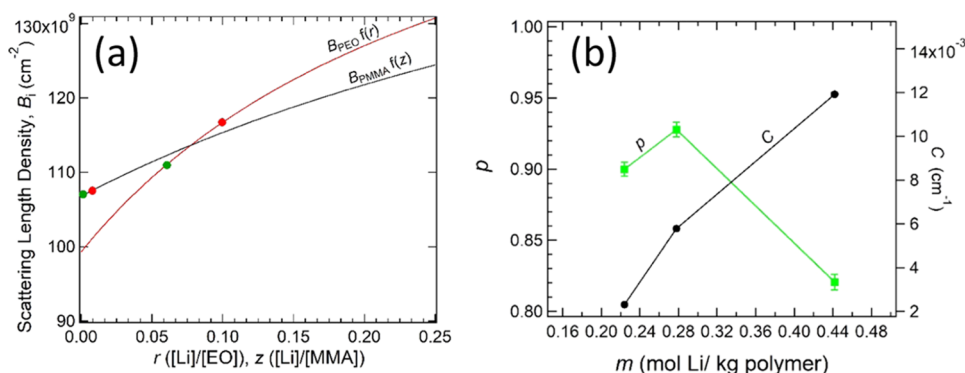 (a)
130x10⁹
120
110
100
90
Scattering Length Density, Bᵢ (cm⁻²)
B_PEO f(r)
B_PMMA f(z)
0.00 0.05 0.10 0.15 0.20 0.25
r ([Li]/[EO]), z ([Li]/[MMA])
(b)
1.00
0.95
0.90
0.85
0.80
p
p
C
14x10⁻³
12
10
8
6
4
2
C (cm⁻¹)
0.16 0.20 0.24 0.28 0.32 0.36 0.40 0.44 0.48
m (mol Li/ kg polymer)